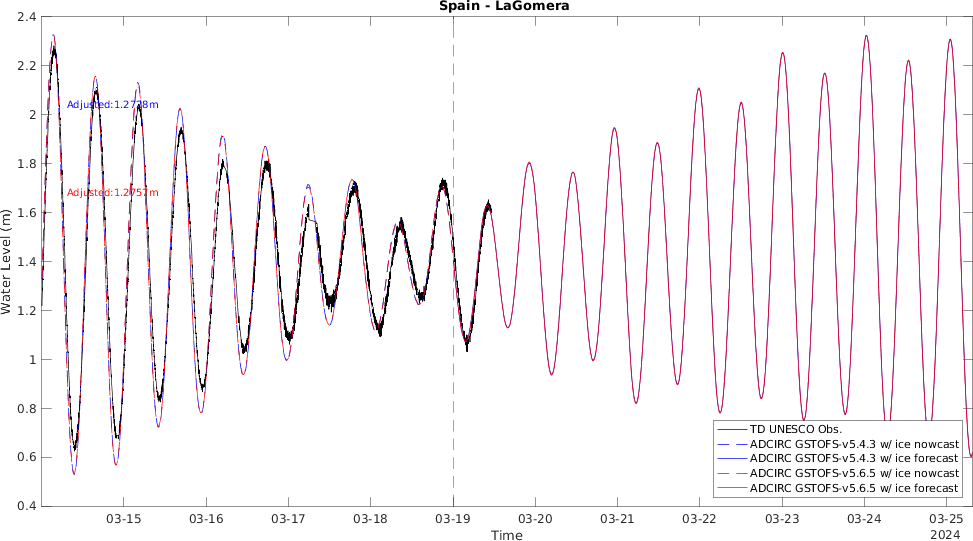 Spain - LaGomera
2.4
2.2
2
1.8
1.6
1.4
1.2
1
0.8
0.6
0.4
Water Level (m)
Adjusted:1.2728m
Adjusted:1.2757m
TD UNESCO Obs.
ADCIRC GSTOFS-v5.4.3 w/ ice nowcast
ADCIRC GSTOFS-v5.4.3 w/ ice forecast
ADCIRC GSTOFS-v5.6.5 w/ ice nowcast
ADCIRC GSTOFS-v5.6.5 w/ ice forecast
03-15 03-16 03-17 03-18 03-19 03-20 03-21 03-22 03-23 03-24 03-25
Time
2024